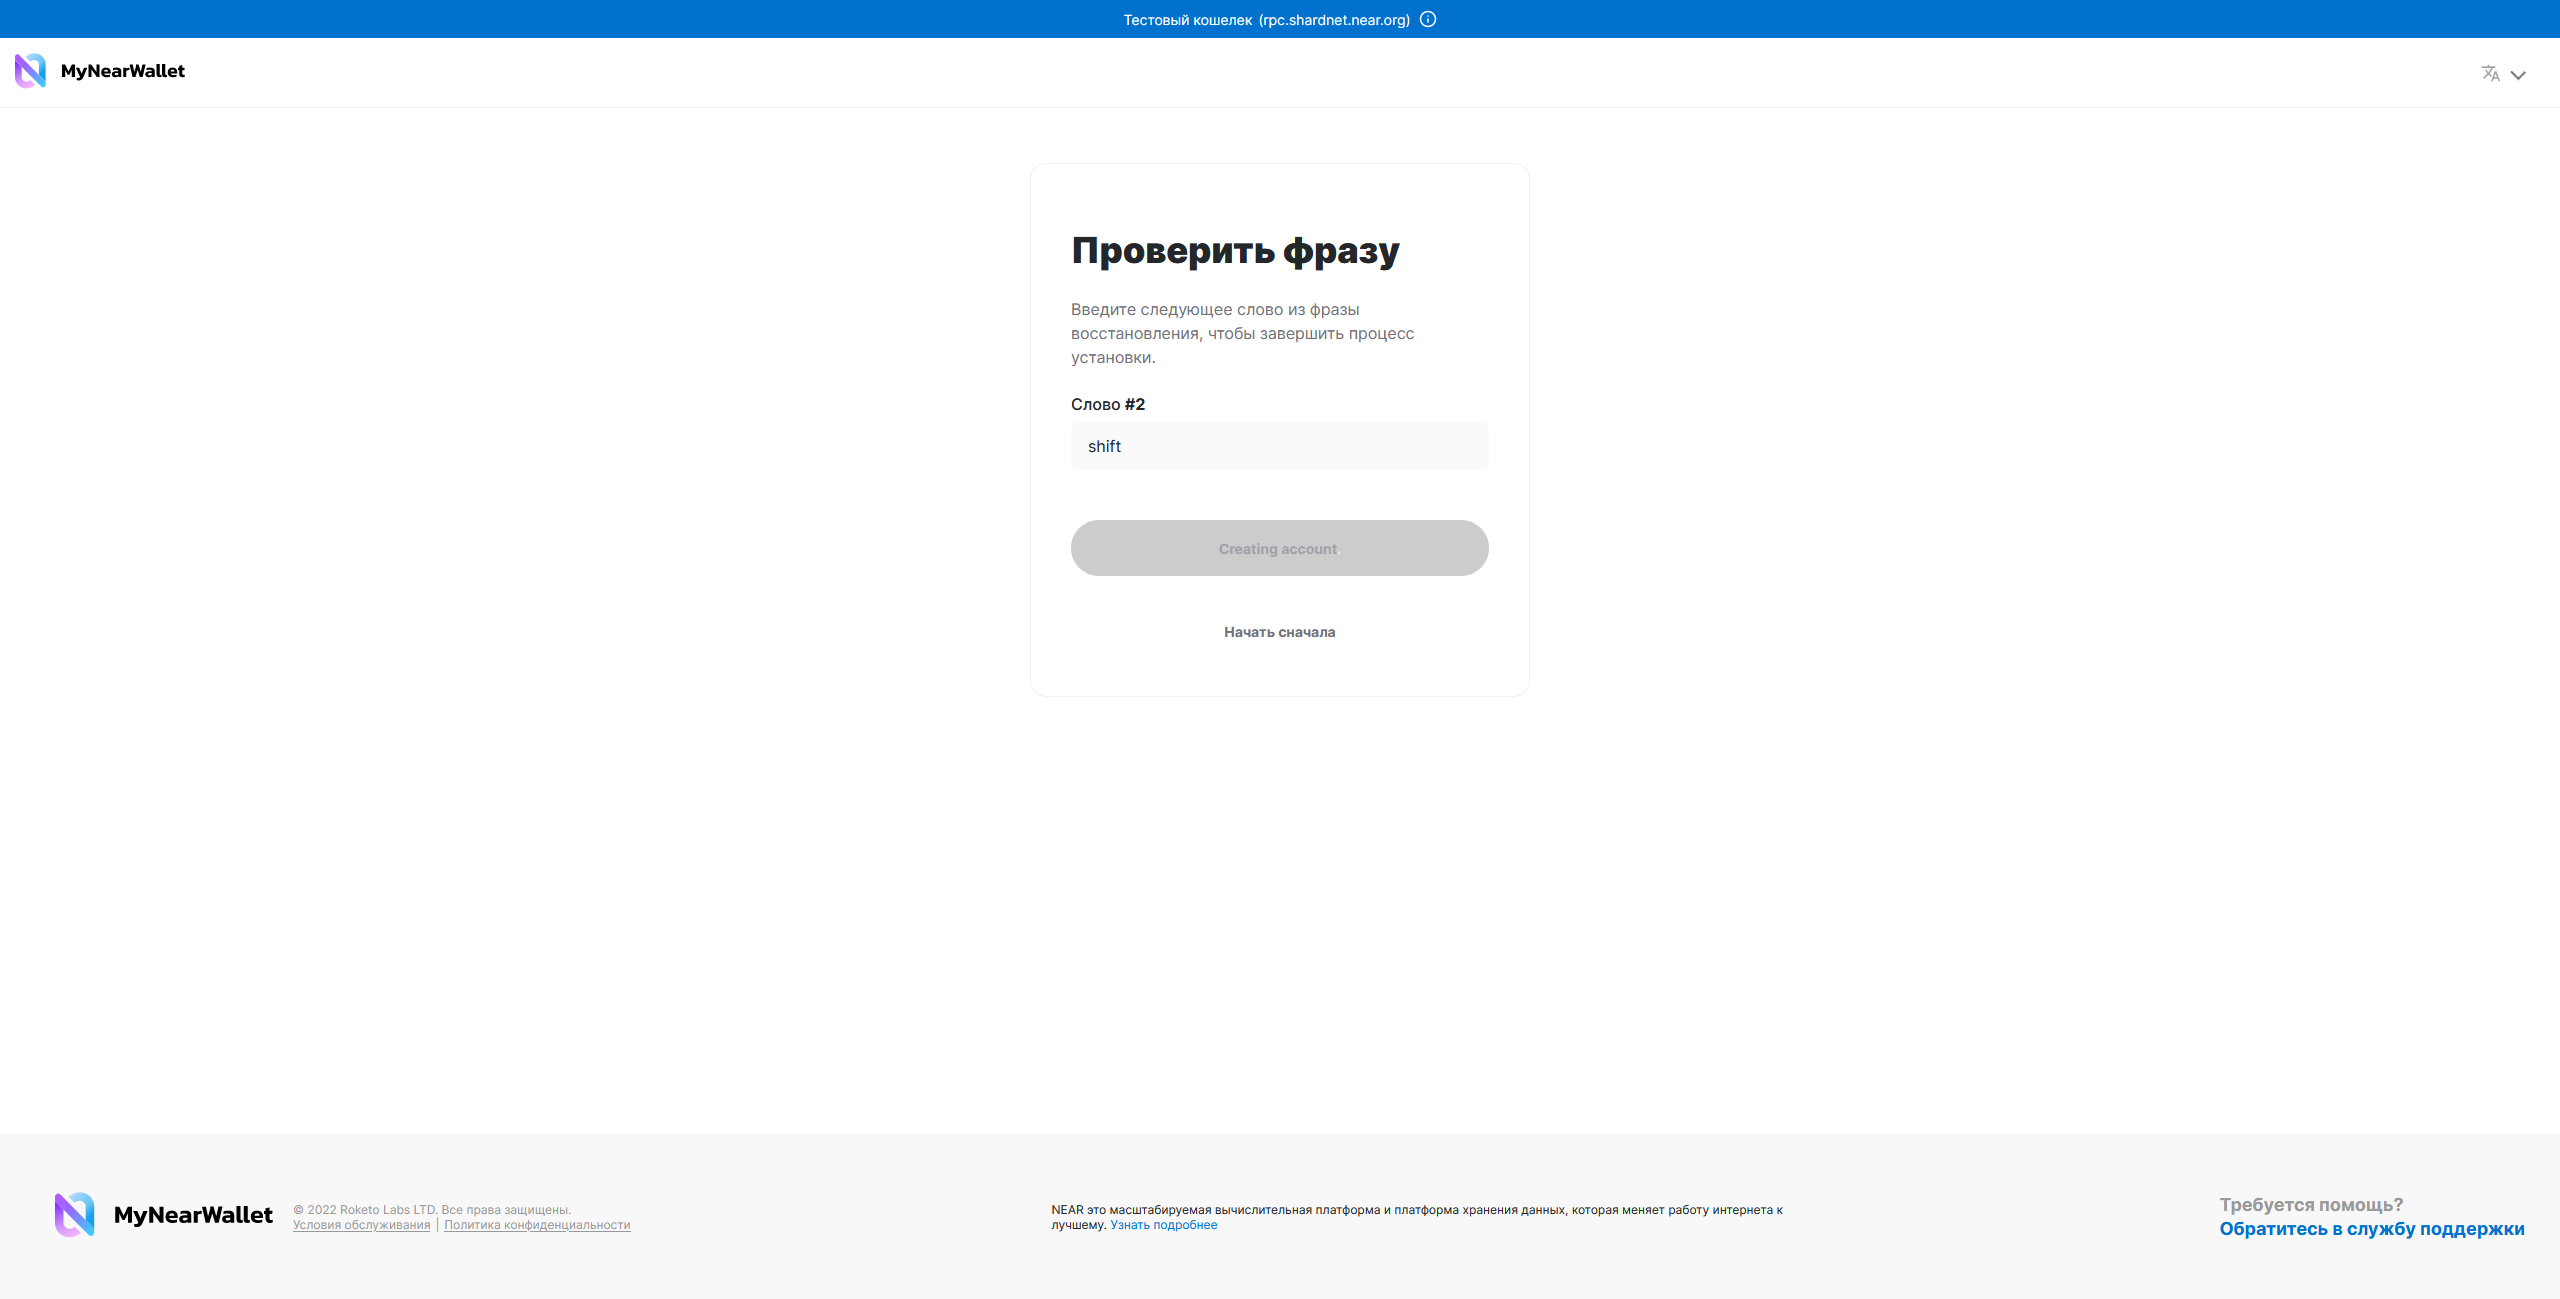 Тестовый кошелек (rpc.shardnet.near.org)
MyNearWallet
Проверить фразу
Введите следующее слово из фразы
восстановления, чтобы завершить процесс
установки.
Слово #2
shift
Creating account.
Начать сначала
MyNearWallet
© 2022 Roketo Labs LTD. Все права защищены.
Условия обслуживания | Политика конфиденциальности
NEAR это масштабируемая вычислительная платформа и платформа хранения данных, которая меняет работу интернета к
лучшему. Узнать подробнее
Требуется помощь?
Обратитесь в службу поддержки